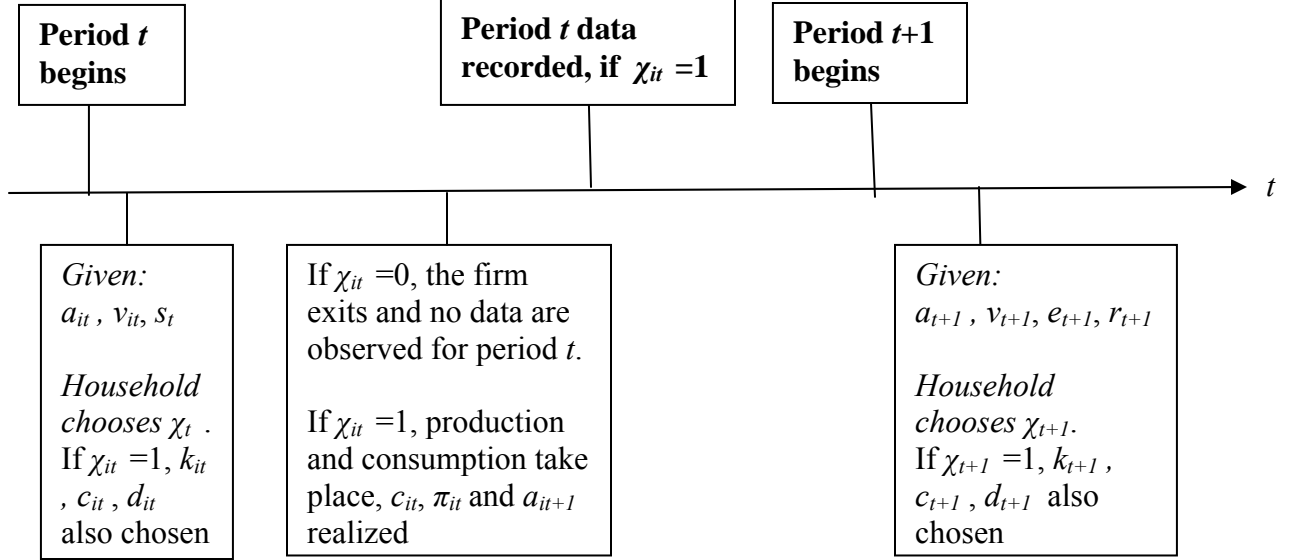 Period t
begins
Period t data
recorded, if χit =1
Period t+1
begins
t
Given:
ait , vit, st
Household
chooses χt .
If χit =1, kit
, cit , dit
also chosen
If χit =0, the firm
exits and no data are
observed for period t.
If χit =1, production
and consumption take
place, cit, πit and ait+1
realized
Given:
at+1 , vt+1, et+1, rt+1
Household
chooses χt+1.
If χt+1 =1, kt+1 ,
ct+1 , dt+1 also
chosen